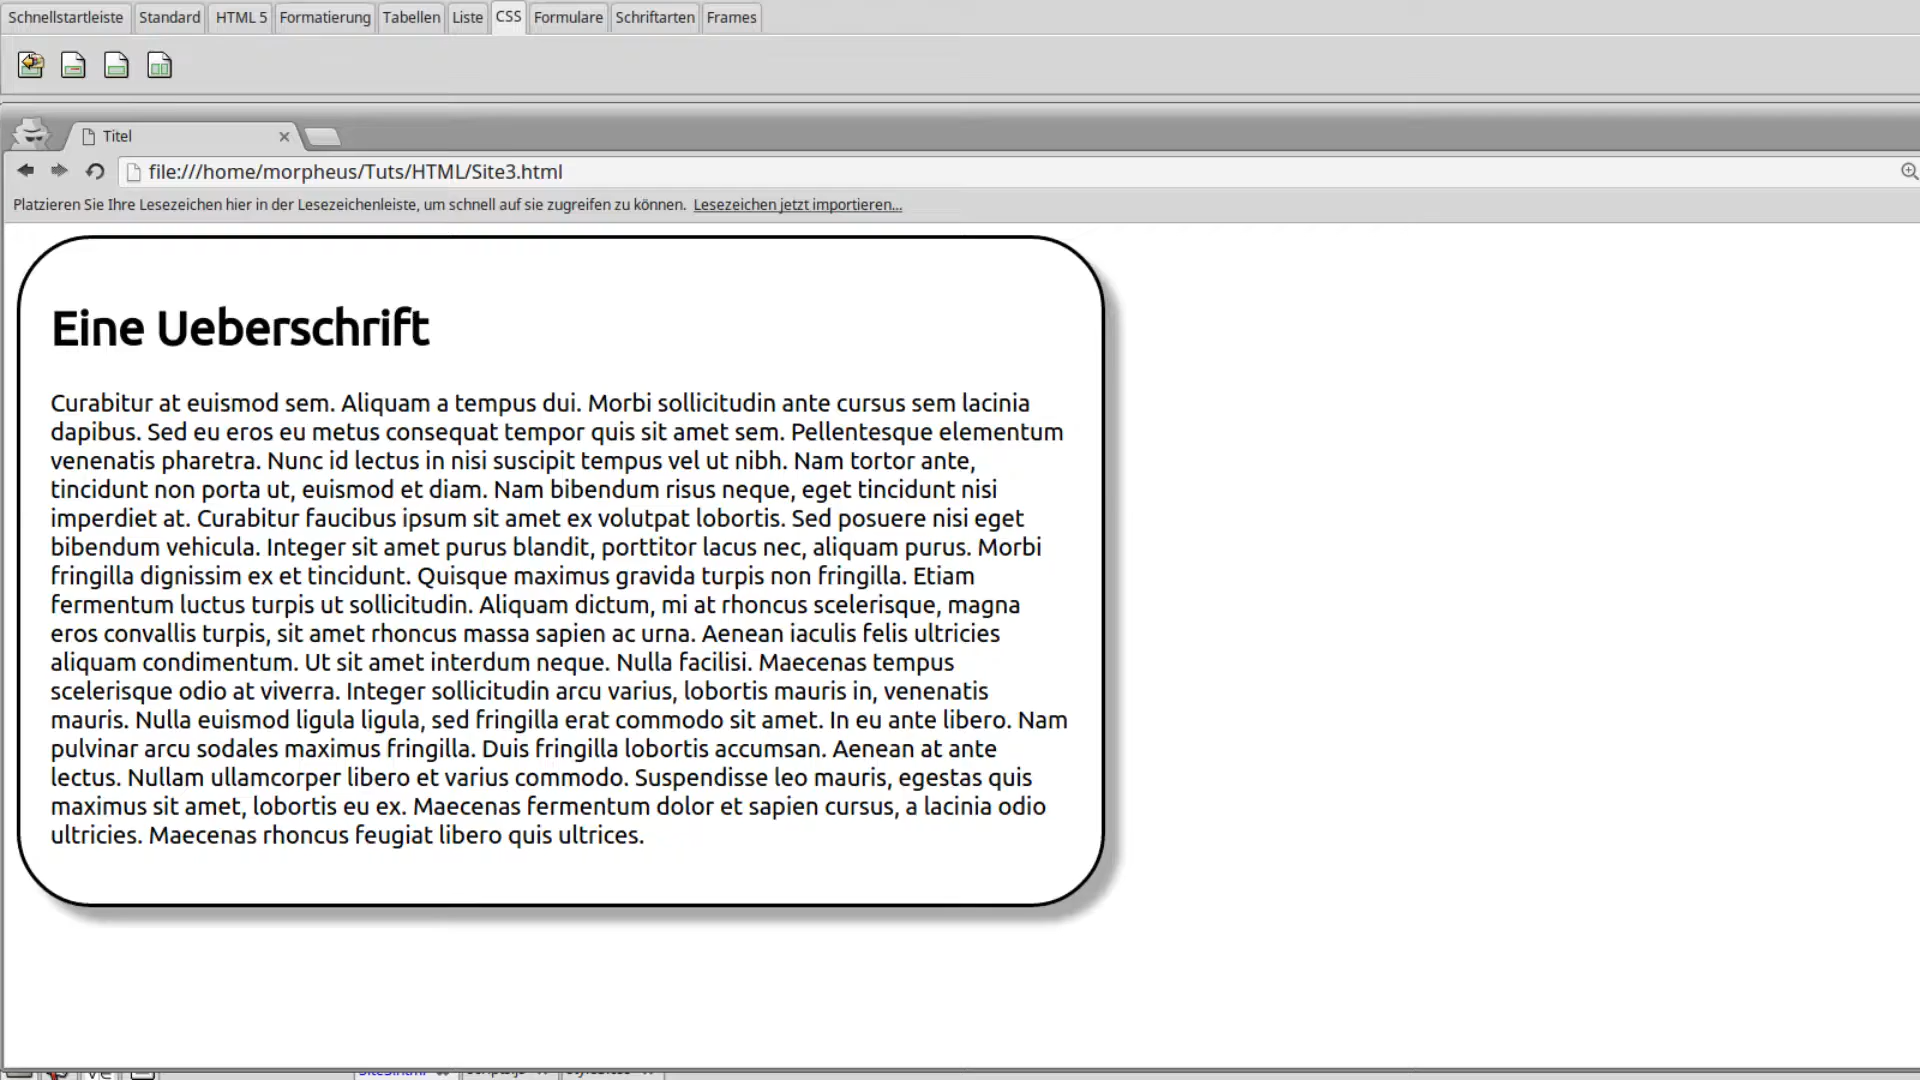 Schnellstartleiste Standard HTML 5 Formatierung Tabellen Liste CSS Formulare Schriftarten Frames
Titel
file:///home/morpheus/Tuts/HTML/Site3.html
Platzieren Sie Ihre Lesezeichen hier in der Lesezeichenleiste, um schnell auf sie zugreifen zu können. Lesezeichen jetzt importieren...
Eine Ueberschrift
Curabitur at euismod sem. Aliquam a tempus dui. Morbi sollicitudin ante cursus sem lacinia
dapibus. Sed eu eros eu metus consequat tempor quis sit amet sem. Pellentesque elementum
venenatis pharetra. Nunc id lectus in nisi suscipit tempus vel ut nibh. Nam tortor ante,
tincidunt non porta ut, euismod et diam. Nam bibendum risus neque, eget tincidunt nisi
imperdiet at. Curabitur faucibus ipsum sit amet ex volutpat lobortis. Sed posuere nisi eget
bibendum vehicula. Integer sit amet purus blandit, porttitor lacus nec, aliquam purus. Morbi
fringilla dignissim ex et tincidunt. Quisque maximus gravida turpis non fringilla. Etiam
fermentum luctus turpis ut sollicitudin. Aliquam dictum, mi at rhoncus scelerisque, magna
eros convallis turpis, sit amet rhoncus massa sapien ac urna. Aenean iaculis felis ultricies
aliquam condimentum. Ut sit amet interdum neque. Nulla facilisi. Maecenas tempus
scelerisque odio at viverra. Integer sollicitudin arcu varius, lobortis mauris in, venenatis
mauris. Nulla euismod ligula ligula, sed fringilla erat commodo sit amet. In eu ante libero. Nam
pulvinar arcu sodales maximus fringilla. Duis fringilla lobortis accumsan. Aenean at ante
lectus. Nullam ullamcorper libero et varius commodo. Suspendisse leo mauris, egestas quis
maximus sit amet, lobortis eu ex. Maecenas fermentum dolor et sapien cursus, a lacinia odio
ultricies. Maecenas rhoncus feugiat libero quis ultrices.